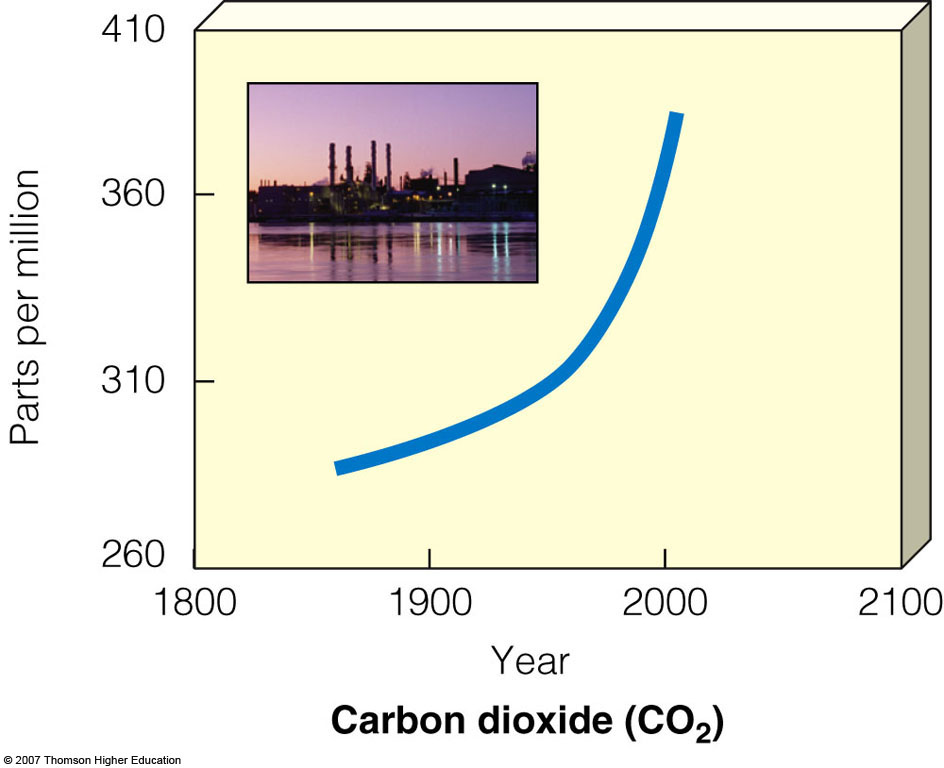 410
360
310
260
Parts per million
1800 1900 2000 2100
Year
Carbon dioxide (CO₂)
© 2007 Thomson Higher Education